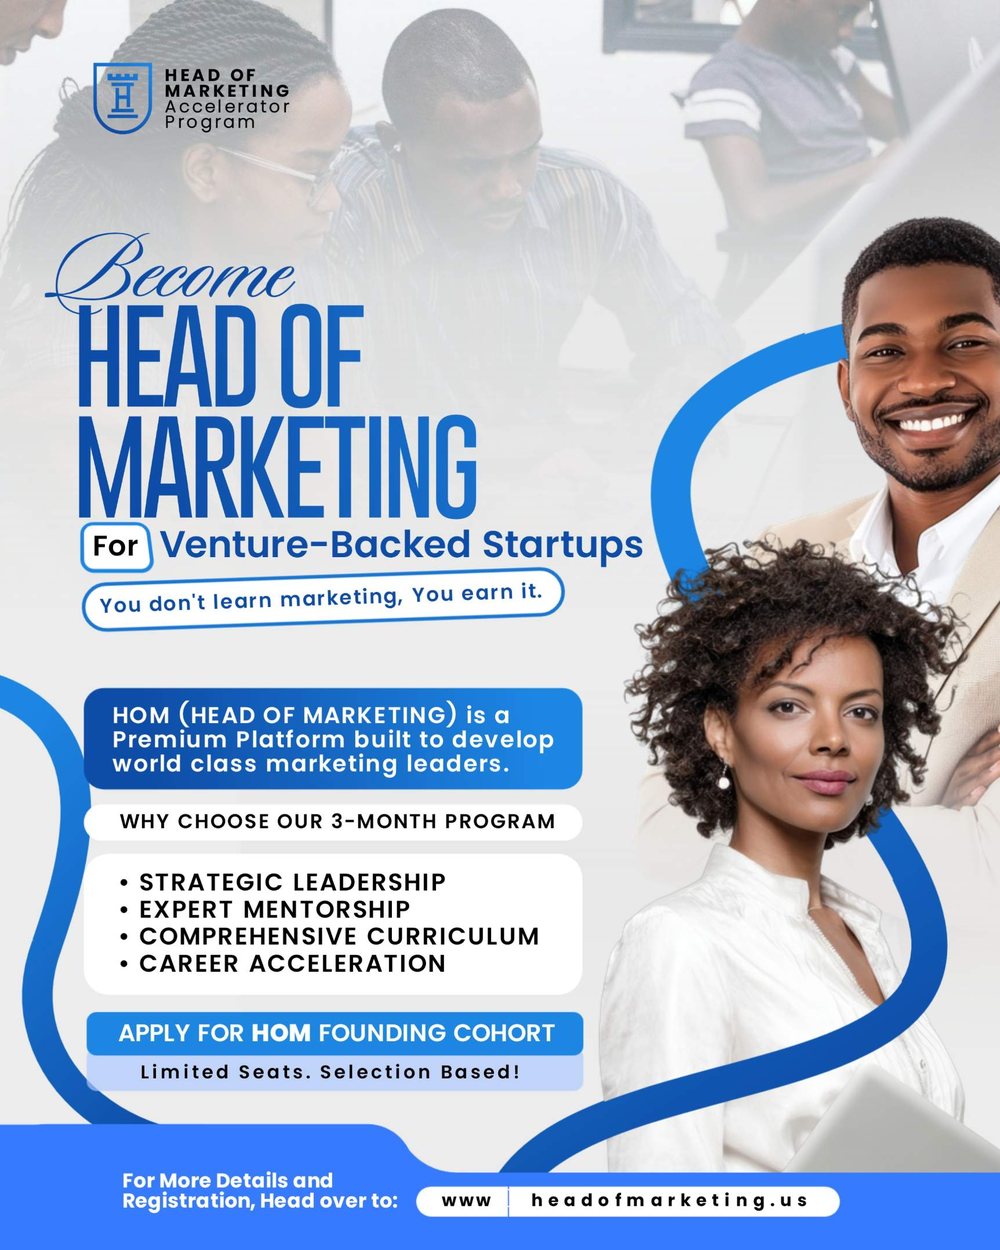 HEAD OF
MARKETING
Accelerator
Program
Become
HEAD OF
MARKETING
For Venture-Backed Startups
You don't learn marketing, You earn it.
HOM (HEAD OF MARKETING) is a
Premium Platform built to develop
world class marketing leaders.
WHY CHOOSE OUR 3-MONTH PROGRAM
• STRATEGIC LEADERSHIP
• EXPERT MENTORSHIP
• COMPREHENSIVE CURRICULUM
• CAREER ACCELERATION
APPLY FOR HOM FOUNDING COHORT
Limited Seats. Selection Based!
For More Details and
Registration, Head over to: www headofmarketing.us